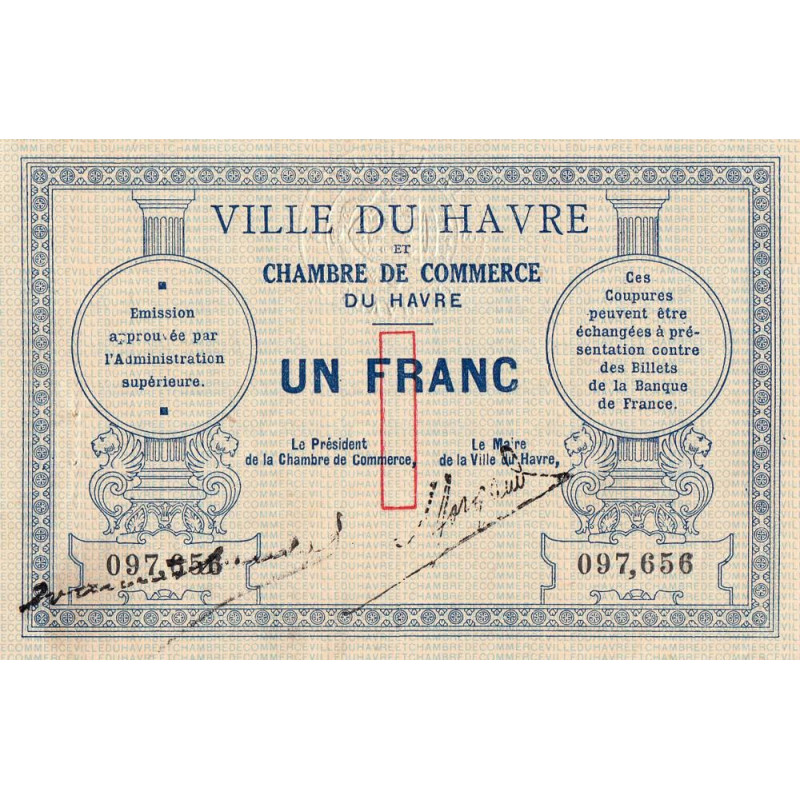 VILLE DU HAVRE
ET
CHAMBRE DE COMMERCE
DU HAVRE
UN FRANC
Emission
approuvée par
l'Administration
supérieure.
Ces
Coupures
peuvent être
échangées à pré-
sentation contre
des Billets
de la Banque
de France.
Le Président
de la Chambre de Commerce,
Le Maire
de la Ville du Havre,
097,656
097,656